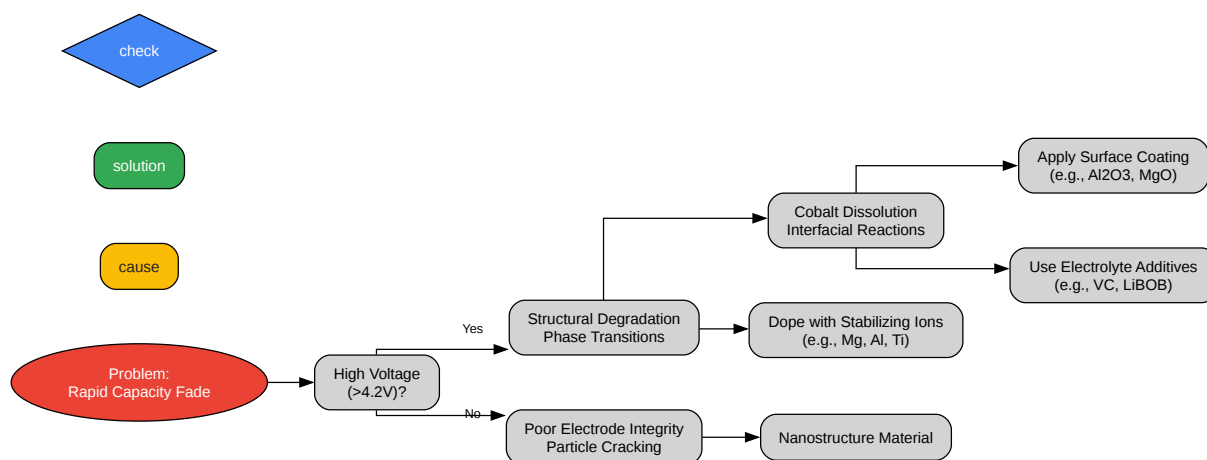 check
solution
cause
Problem:
Rapid Capacity Fade
High Voltage
(>4.2V)?
Yes
No
Structural Degradation
Phase Transitions
Poor Electrode Integrity
Particle Cracking
Cobalt Dissolution
Interfacial Reactions
Dope with Stabilizing Ions
(e.g., Mg, Al, Ti)
Nanostructure Material
Apply Surface Coating
(e.g., Al2O3, MgO)
Use Electrolyte Additives
(e.g., VC, LiBOB)